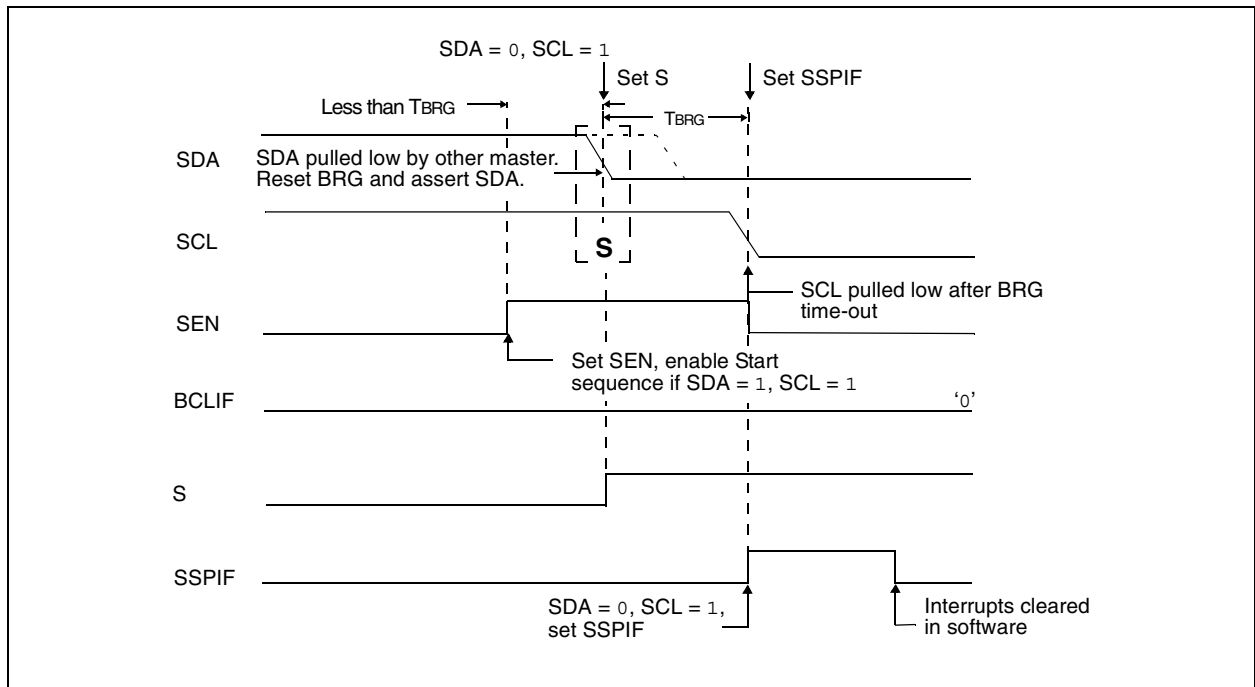 SDA = 0, SCL = 1
Set S
Set SSPIF
Less than TBRG
TBRG
SDA
SDA pulled low by other master.
Reset BRG and assert SDA.
SCL
S
SCL pulled low after BRG
time-out
SEN
Set SEN, enable Start
sequence if SDA = 1, SCL = 1
BCLIF
‘0’
S
SSPIF
SDA = 0, SCL = 1,
set SSPIF
Interrupts cleared
in software